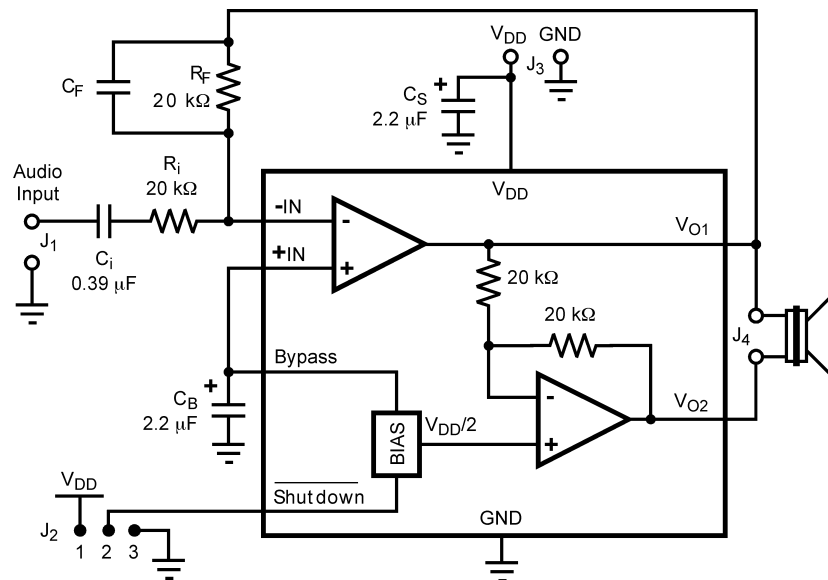 V_DD GND
J_3
C_F
R_F
20 kΩ
C_S
+
2.2 µF
Audio
Input
R_i
20 kΩ
V_DD
-IN
-
V_O1
J_1
C_i
0.39 µF
+IN
+
20 kΩ
20 kΩ
J_4
Bypass
+
C_B
2.2 µF
-
V_O2
BIAS
V_DD/2
+
V_DD
Shutdown
J_2
1 2 3
GND